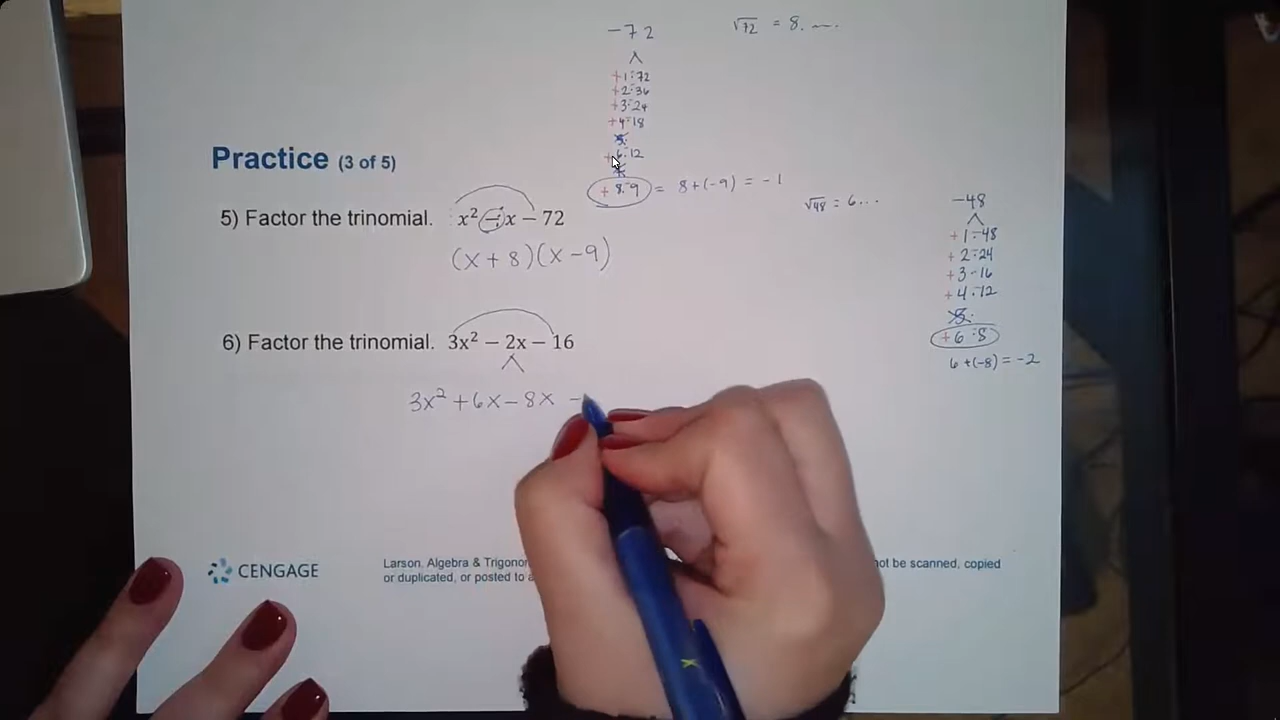 -72
√72 = 8. ...
+1·-72
+2·-36
+3·-24
+4·-18
5·
+6·-12
+8·-9 = 8+(-9) = -1
Practice (3 of 5)
5) Factor the trinomial. x² - x - 72
(x+8)(x-9)
√48 = 6...
-48
+1·-48
+2·-24
+3·-16
+4·-12
5·
+6·-8
6+(-8) = -2
6) Factor the trinomial. 3x² - 2x - 16
3x² + 6x - 8x -
CENGAGE
Larson, Algebra & Trigono
not be scanned, copied
or duplicated, or posted to a